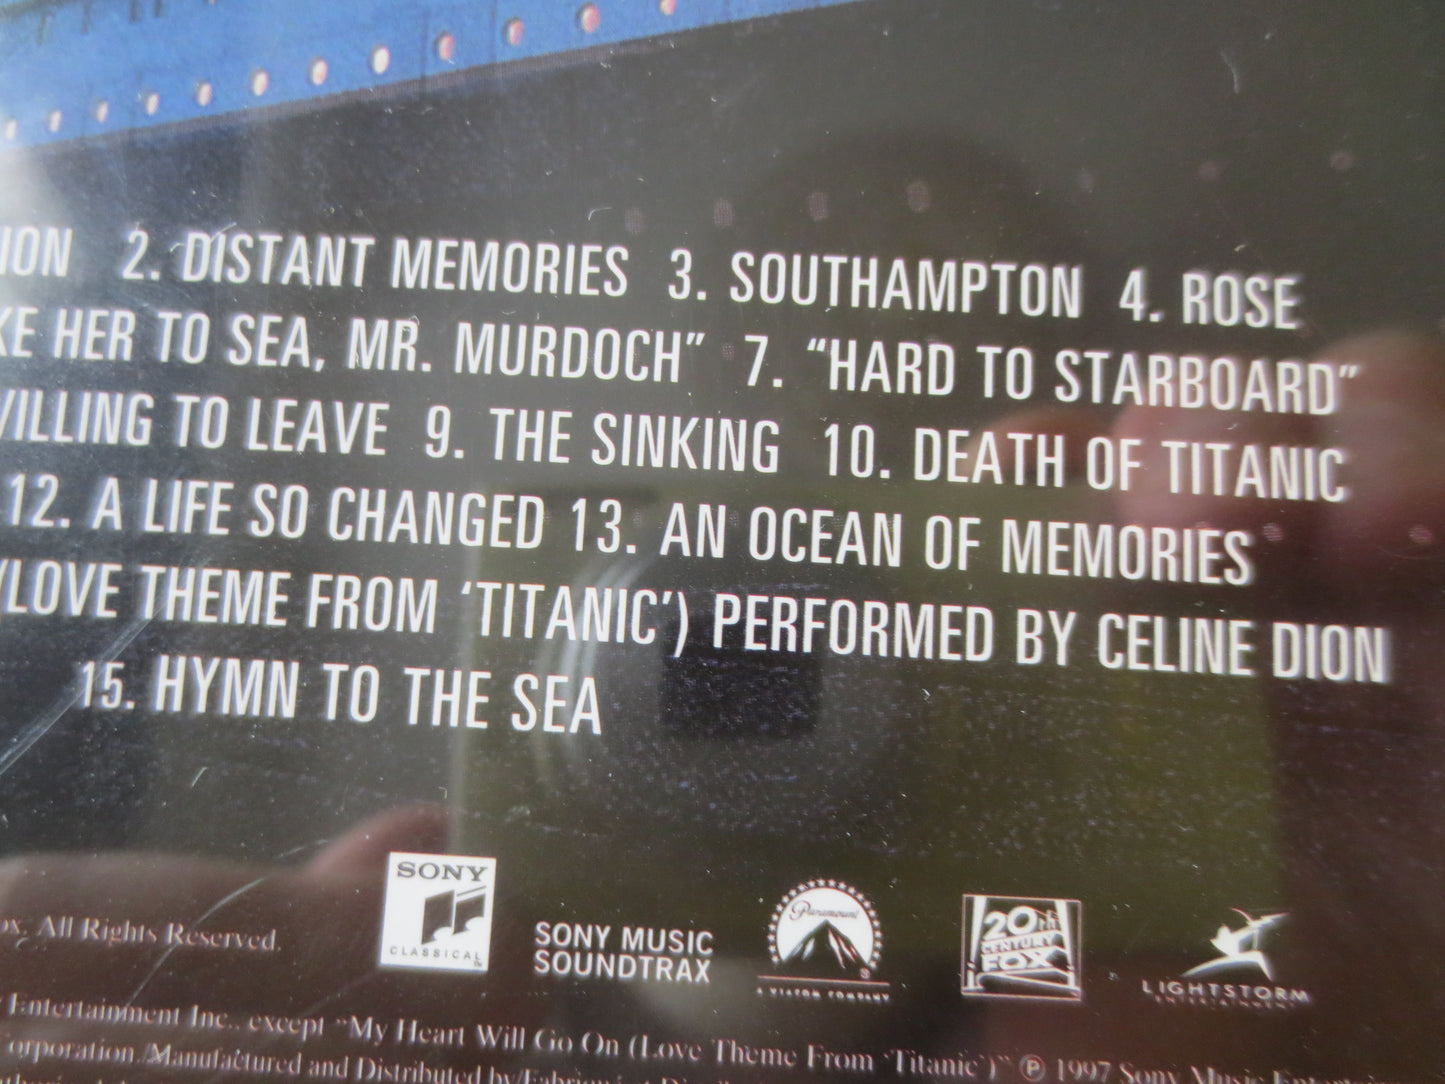 ION 2. DISTANT MEMORIES 3. SOUTHAMPTON 4. ROSE
KE HER TO SEA, MR. MURDOCH” 7. “HARD TO STARBOARD”
WILLING TO LEAVE 9. THE SINKING 10. DEATH OF TITANIC
12. A LIFE SO CHANGED 13. AN OCEAN OF MEMORIES
(LOVE THEME FROM ‘TITANIC’) PERFORMED BY CELINE DION
15. HYMN TO THE SEA
SONY
CLASSICAL™
SONY MUSIC
SOUNDTRAX
Paramount ®
A VIACOM COMPANY
20th
CENTURY
FOX
LIGHTSTORM
ENTERTAINMENT
ox. All Rights Reserved.
Entertainment Inc., except “My Heart Will Go On (Love Theme From ‘Titanic’)” ℗ 1997 Sony Music
orporation./Manufactured and Distributed by/